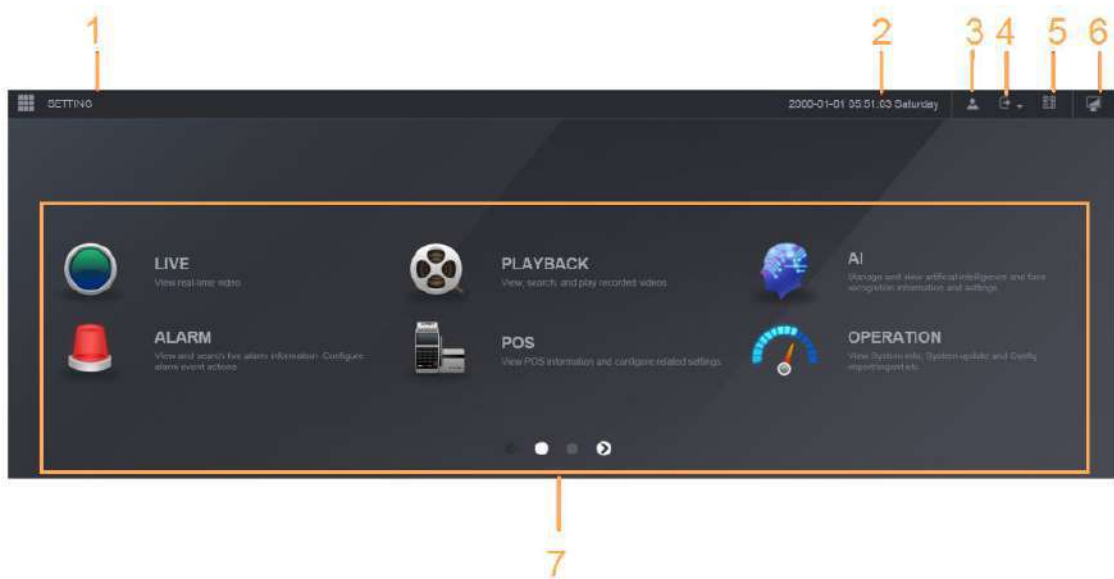 1 2 3 4 5 6
SETTING 2000-01-01 05:51:03 Saturday
LIVE
View real-time video
PLAYBACK
View, search, and play recorded videos
AI
Manage and view artificial intelligence and face
recognition information and settings
ALARM
View and search live alarm information. Configure
alarm event actions
POS
View POS information and configure related settings
OPERATION
View System info, System update and Config
import/export etc.
7